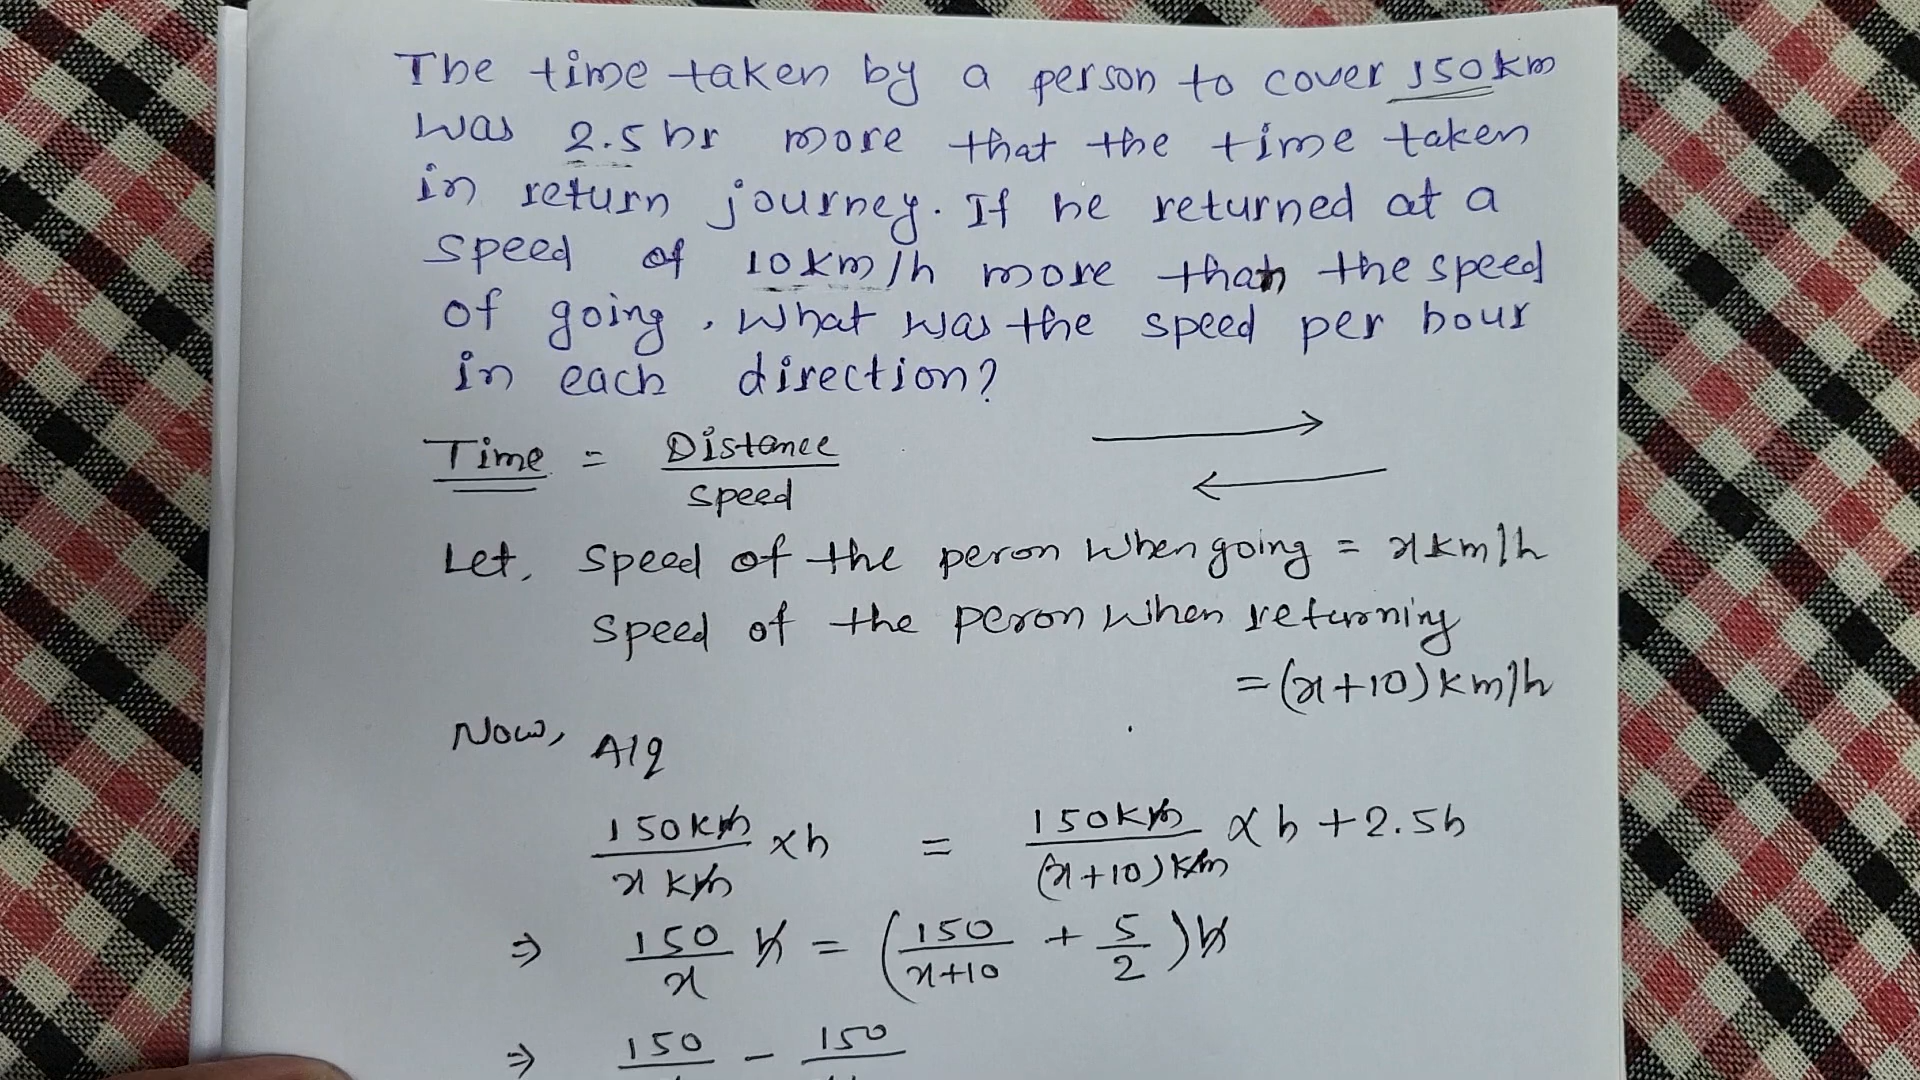 The time taken by a person to cover 150km
was 2.5 hr more that the time taken
in return journey. If he returned at a
speed of 10km/h more than the speed
of going, what was the speed per hour
in each direction?
Time = Distance/speed
Let, speed of the peron when going = xkm/h
speed of the peron when returning
=(x+10)km/h
Now, A/q
150km/x km × h = 150km/(x+10)km × h + 2.5h
⇒ 150/x h = (150/x+10 + 5/2)h
⇒ 150 - 150